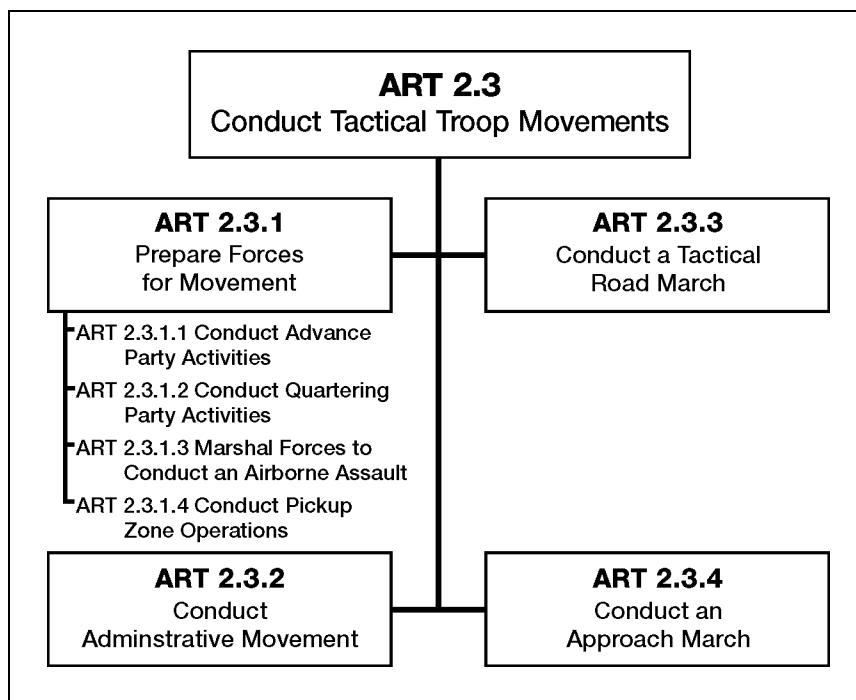 ART 2.3
Conduct Tactical Troop Movements
ART 2.3.1
Prepare Forces
for Movement
ART 2.3.1.1 Conduct Advance
Party Activities
ART 2.3.1.2 Conduct Quartering
Party Activities
ART 2.3.1.3 Marshal Forces to
Conduct an Airborne Assault
ART 2.3.1.4 Conduct Pickup
Zone Operations
ART 2.3.2
Conduct
Adminstrative Movement
ART 2.3.3
Conduct a Tactical
Road March
ART 2.3.4
Conduct an
Approach March